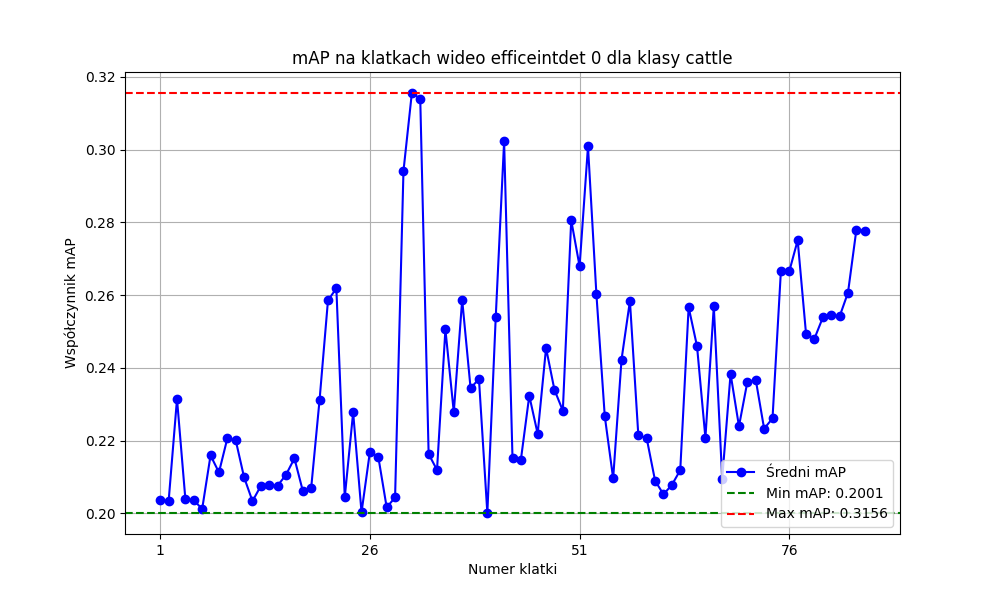 mAP na klatkach wideo efficeintdet 0 dla klasy cattle
Współczynnik mAP
0.32
0.30
0.28
0.26
0.24
0.22
0.20
1
26
51
76
Numer klatki
Średni mAP
Min mAP: 0.2001
Max mAP: 0.3156